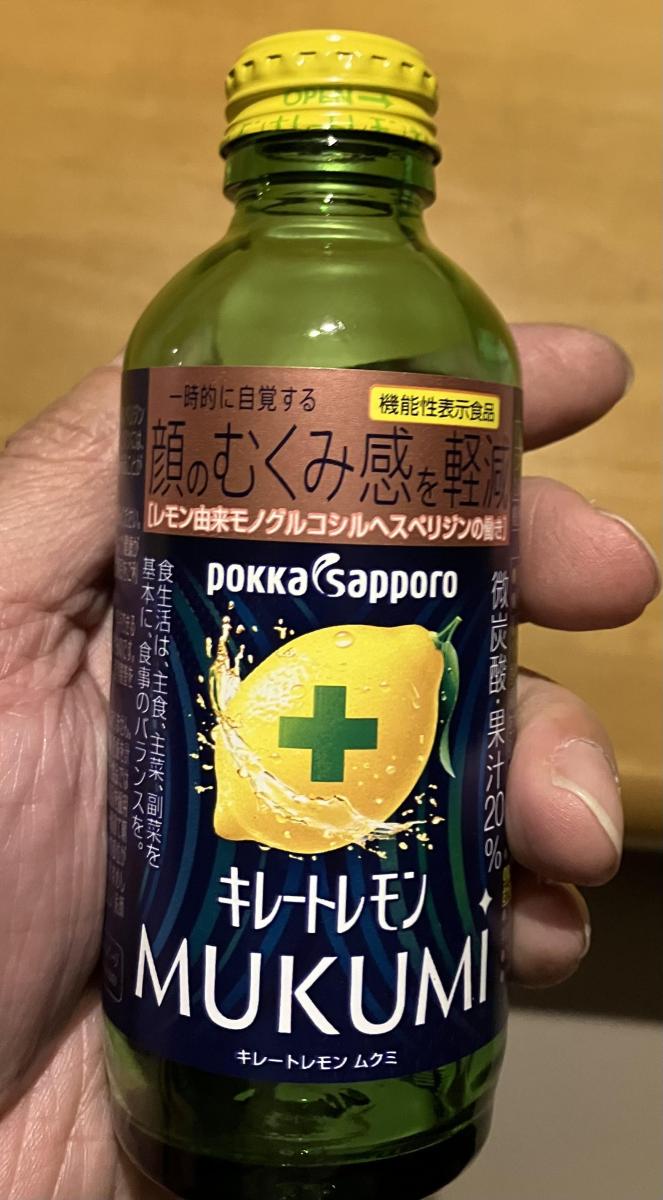 OPEN→
一時的に自覚する
機能性表示食品
顔のむくみ感を軽減
[レモン由来モノグルコシルヘスペリジンの働き]
POKKA SAPPORO
食生活は、主食、主菜、副菜を
基本に、食事のバランスを。
微炭酸・果汁20%
キレートレモン
MUKUMi
キレートレモン ムクミ